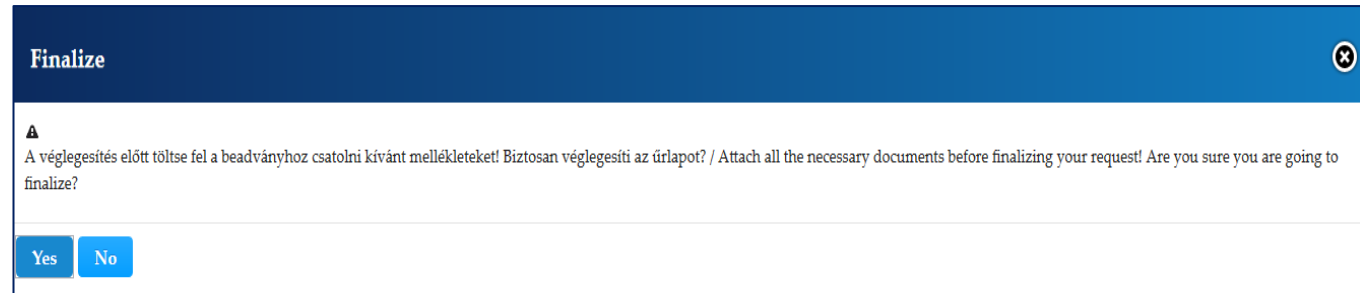 Finalize
A véglegesítés előtt töltse fel a beadványhoz csatolni kívánt mellékleteket! Biztosan véglegesíti az űrlapot? / Attach all the necessary documents before finalizing your request! Are you sure you are going to
finalize?
Yes No